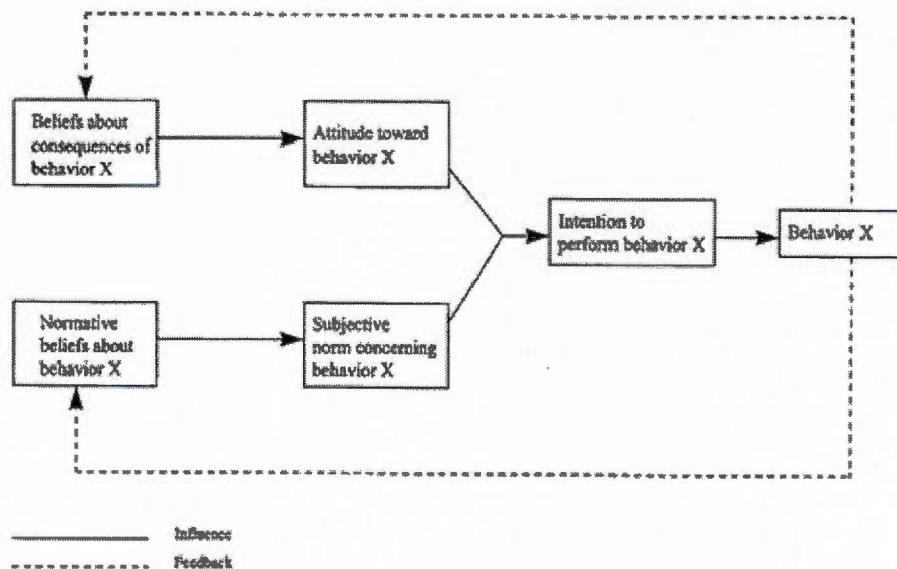 Beliefs about
consequences of
behavior X
Attitude toward
behavior X
Intention to
perform behavior X
Behavior X
Normative
beliefs about
behavior X
Subjective
norm concerning
behavior X
Influence
Feedback